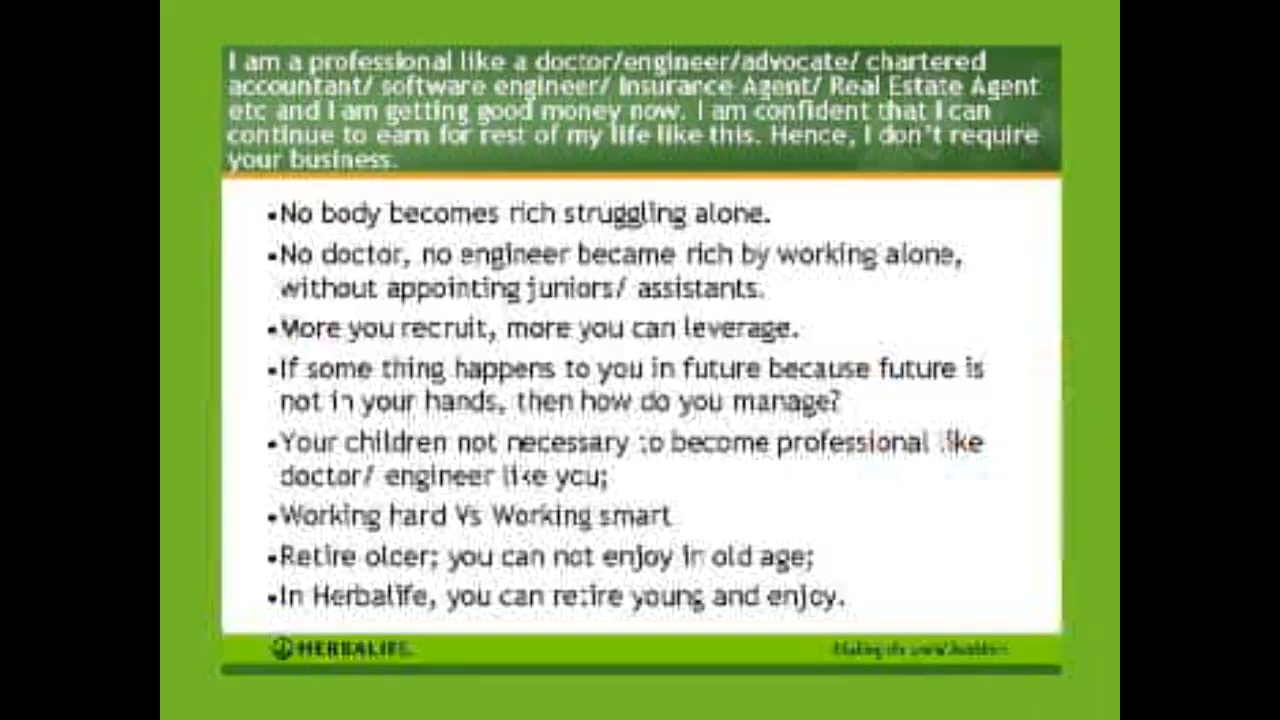 I am a professional like a doctor/engineer/advocate/ chartered
accountant/ software engineer/ Insurance Agent/ Real Estate Agent
etc and I am getting good money now. I am confident that I can
continue to earn for rest of my life like this. Hence, I don't require
your business.
•No body becomes rich struggling alone.
•No doctor, no engineer became rich by working alone,
without appointing juniors/ assistants.
•More you recruit, more you can leverage.
•If some thing happens to you in future because future is
not in your hands, then how do you manage?
•Your children not necessary to become professional like
doctor/ engineer like you;
•Working hard Vs Working smart
•Retire older; you can not enjoy in old age;
•In Herbalife, you can retire young and enjoy.
HERBALIFE.